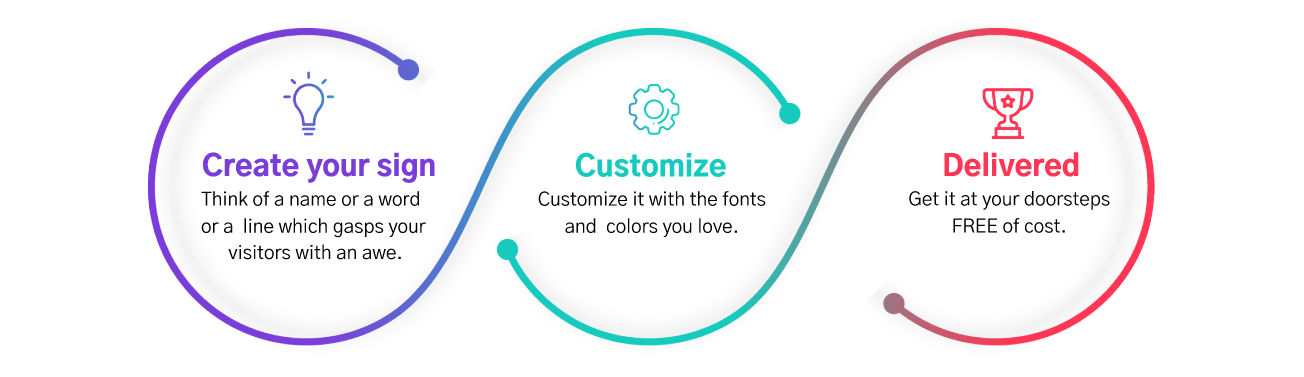 Create your sign
Think of a name or a word
or a line which gasps your
visitors with an awe.
Customize
Customize it with the fonts
and colors you love.
Delivered
Get it at your doorsteps
FREE of cost.